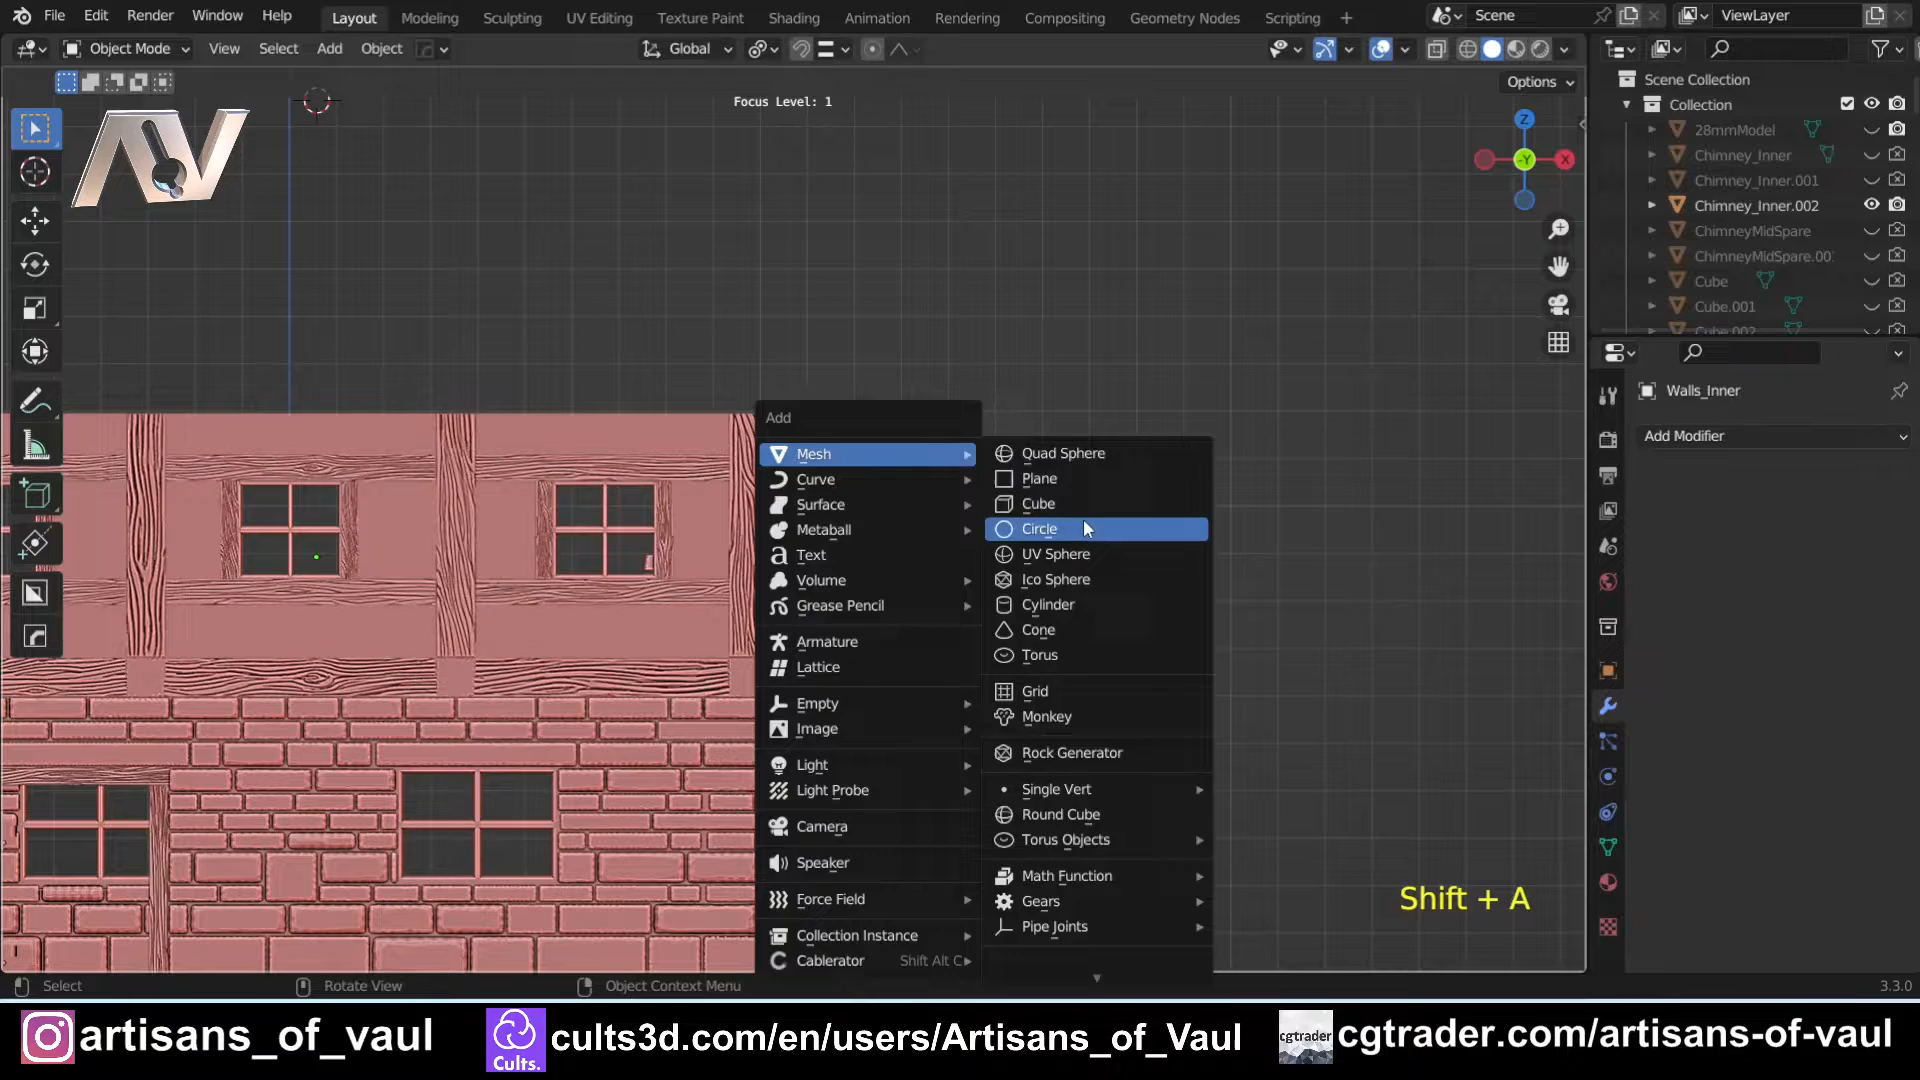 File Edit Render Window Help
Layout Modeling Sculpting UV Editing Texture Paint Shading Animation Rendering Compositing Geometry Nodes Scripting +
Scene
ViewLayer
Object Mode View Select Add Object
Global
Options
Focus Level: 1
Z
-Y
X
Scene Collection
Collection
28mmModel
Chimney_Inner
Chimney_Inner.001
Chimney_Inner.002
ChimneyMidSpare
ChimneyMidSpare.00
Cube
Cube.001
Cube.002
Walls_Inner
Add Modifier
Add
Mesh
Curve
Surface
Metaball
Text
Volume
Grease Pencil
Armature
Lattice
Empty
Image
Light
Light Probe
Camera
Speaker
Force Field
Collection Instance
Cablerator Shift Alt C
Quad Sphere
Plane
Cube
Circle
UV Sphere
Ico Sphere
Cylinder
Cone
Torus
Grid
Monkey
Rock Generator
Single Vert
Round Cube
Torus Objects
Math Function
Gears
Pipe Joints
Shift + A
Select
Rotate View
Object Context Menu
3.3.0
artisans_of_vaul
Cults.
cults3d.com/en/users/Artisans_of_Vaul
cgtrader
cgtrader.com/artisans-of-vaul